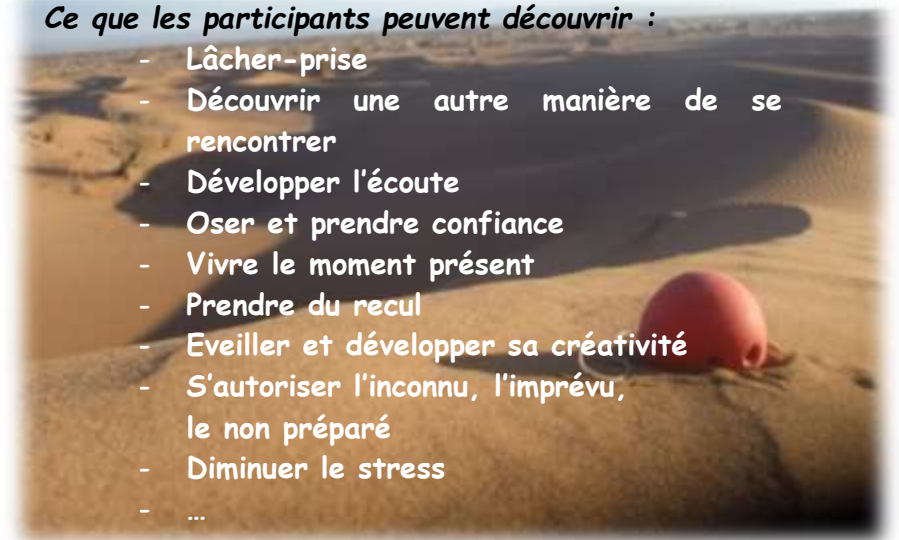 Ce que les participants peuvent découvrir :
- Lâcher-prise
- Découvrir une autre manière de se
rencontrer
- Développer l'écoute
- Oser et prendre confiance
- Vivre le moment présent
- Prendre du recul
- Eveiller et développer sa créativité
- S'autoriser l'inconnu, l'imprévu,
le non préparé
- Diminuer le stress
- …